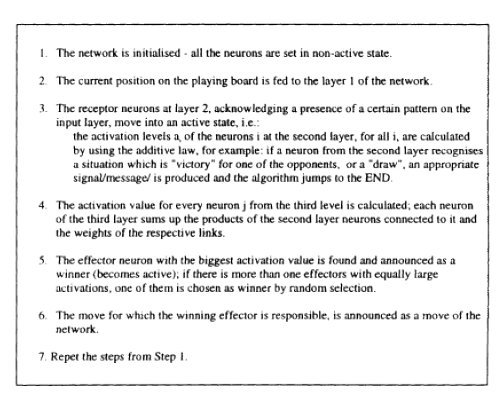 1. The network is initialised - all the neurons are set in non-active state.
2. The current position on the playing board is fed to the layer 1 of the network.
3. The receptor neurons at layer 2, acknowledging a presence of a certain pattern on the
input layer, move into an active state, i.e.:
the activation levels a, of the neurons i at the second layer, for all i, are calculated
by using the additive law, for example: if a neuron from the second layer recognises
a situation which is "victory" for one of the opponents, or a "draw", an appropriate
signal/message/ is produced and the algorithm jumps to the END.
4. The activation value for every neuron j from the third level is calculated; each neuron
of the third layer sums up the products of the second layer neurons connected to it and
the weights of the respective links.
5. The effector neuron with the biggest activation value is found and announced as a
winner (becomes active); if there is more than one effectors with equally large
activations, one of them is chosen as winner by random selection.
6. The move for which the winning effector is responsible, is announced as a move of the
network.
7. Repet the steps from Step 1.